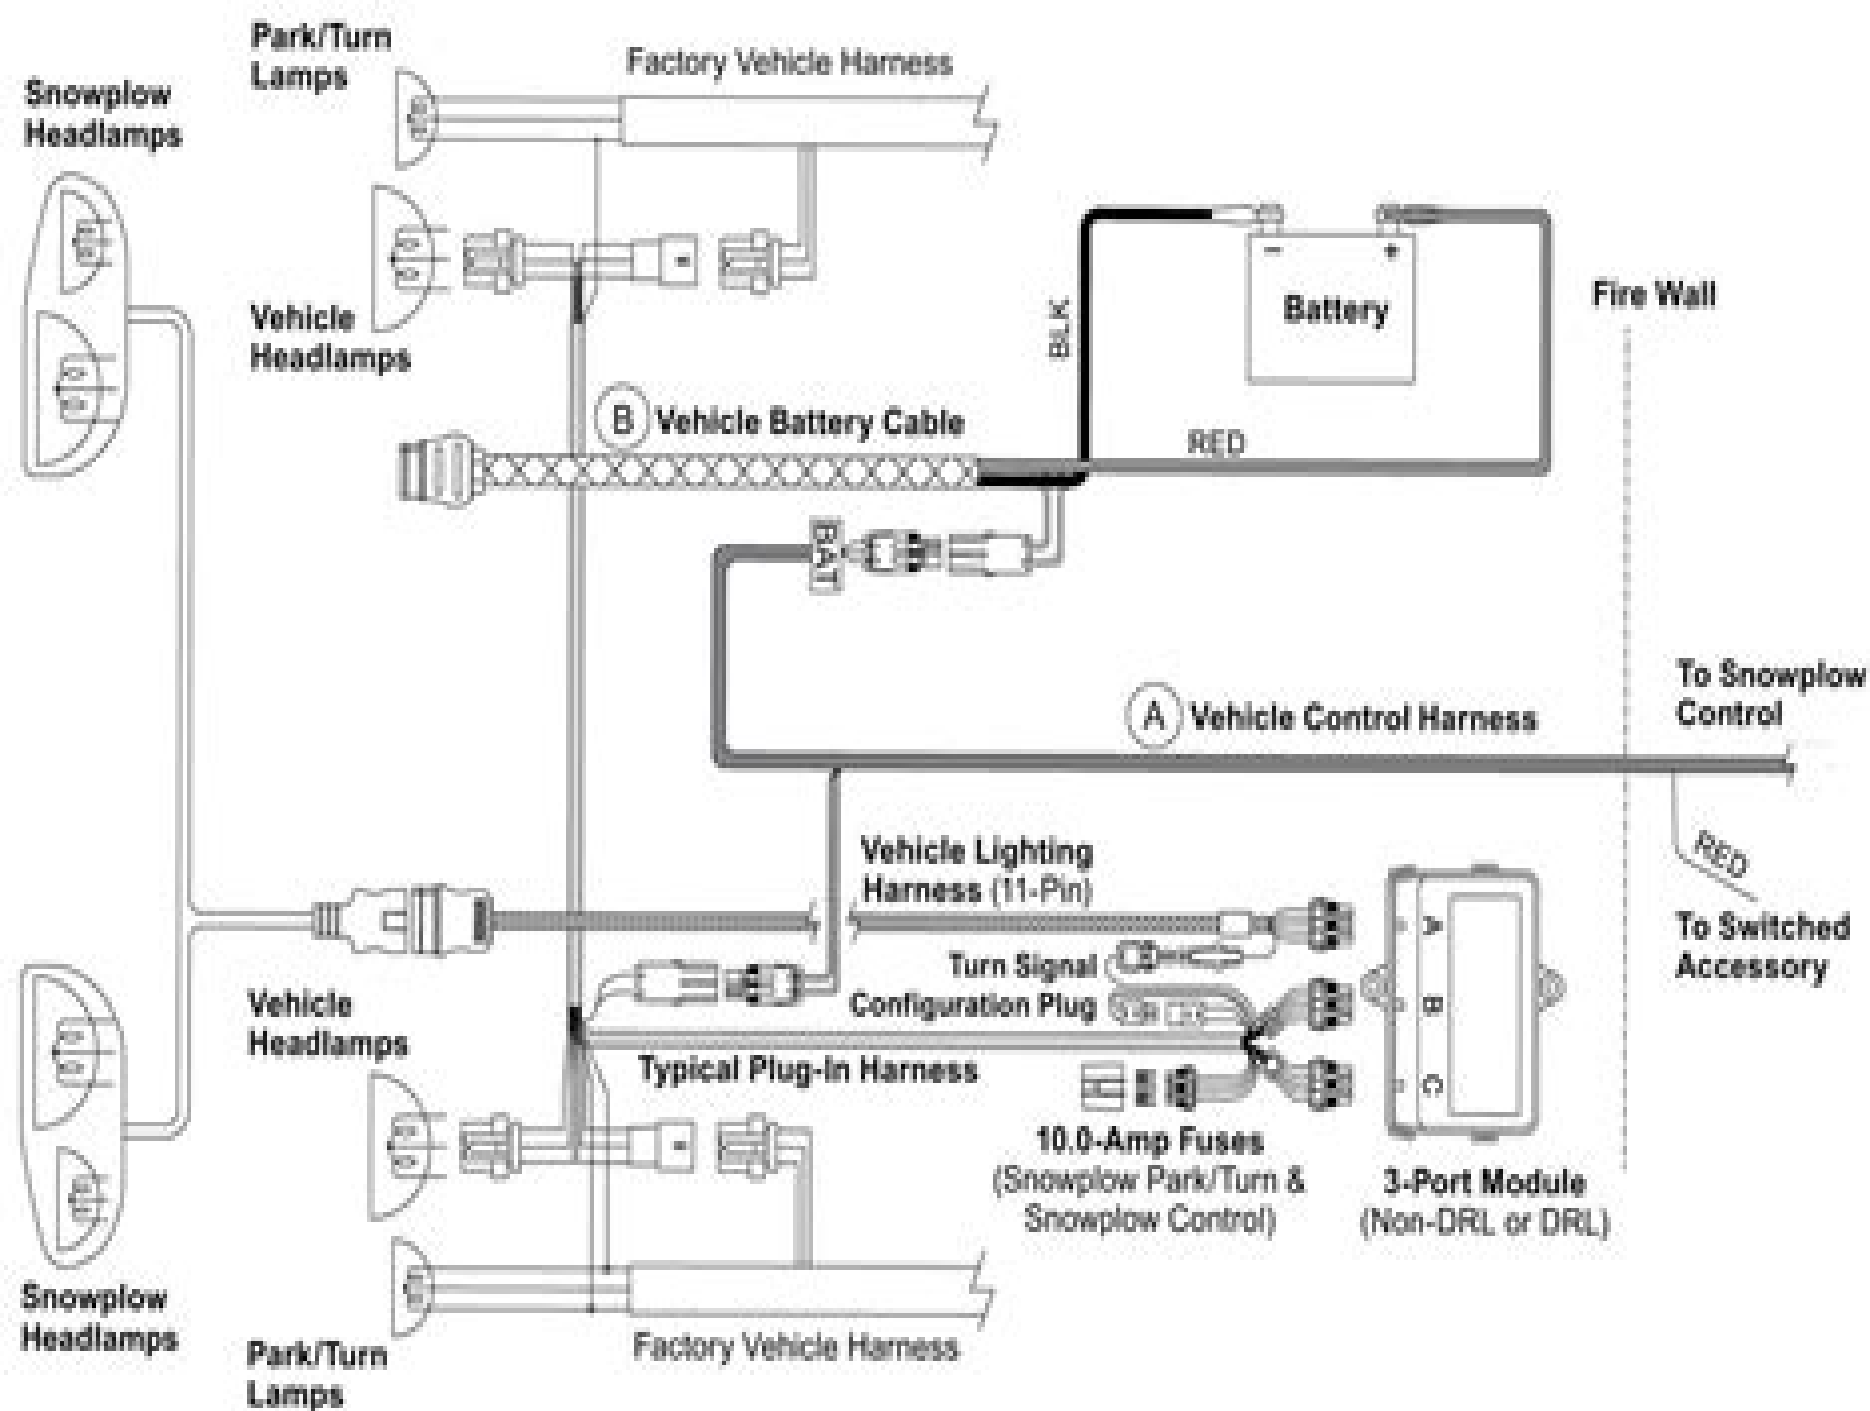 Park/Turn
Lamps
Factory Vehicle Harness
Snowplow
Headlamps
Vehicle
Headlamps
BLK
-
+
Battery
Fire Wall
B Vehicle Battery Cable
RED
BAT
To Snowplow
Control
A Vehicle Control Harness
RED
To Switched
Accessory
Vehicle Lighting
Harness (11-Pin)
Turn Signal
Configuration Plug
A
B
C
Vehicle
Headlamps
Typical Plug-In Harness
10.0-Amp Fuses
(Snowplow Park/Turn &
Snowplow Control)
3-Port Module
(Non-DRL or DRL)
Snowplow
Headlamps
Park/Turn
Lamps
Factory Vehicle Harness